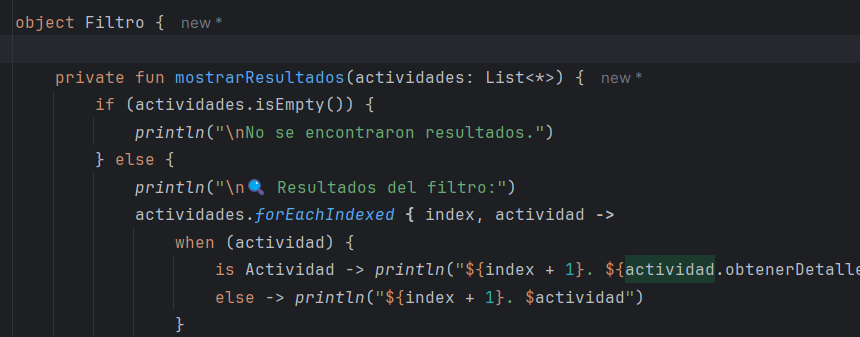 object Filtro {  new *
    private fun mostrarResultados(actividades: List<*>) {  new *
        if (actividades.isEmpty()) {
            println("\nNo se encontraron resultados.")
        } else {
            println("\n🔍 Resultados del filtro:")
            actividades.forEachIndexed { index, actividad ->
                when (actividad) {
                    is Actividad -> println("${index + 1}. ${actividad.obtenerDetalle
                    else -> println("${index + 1}. $actividad")
                }